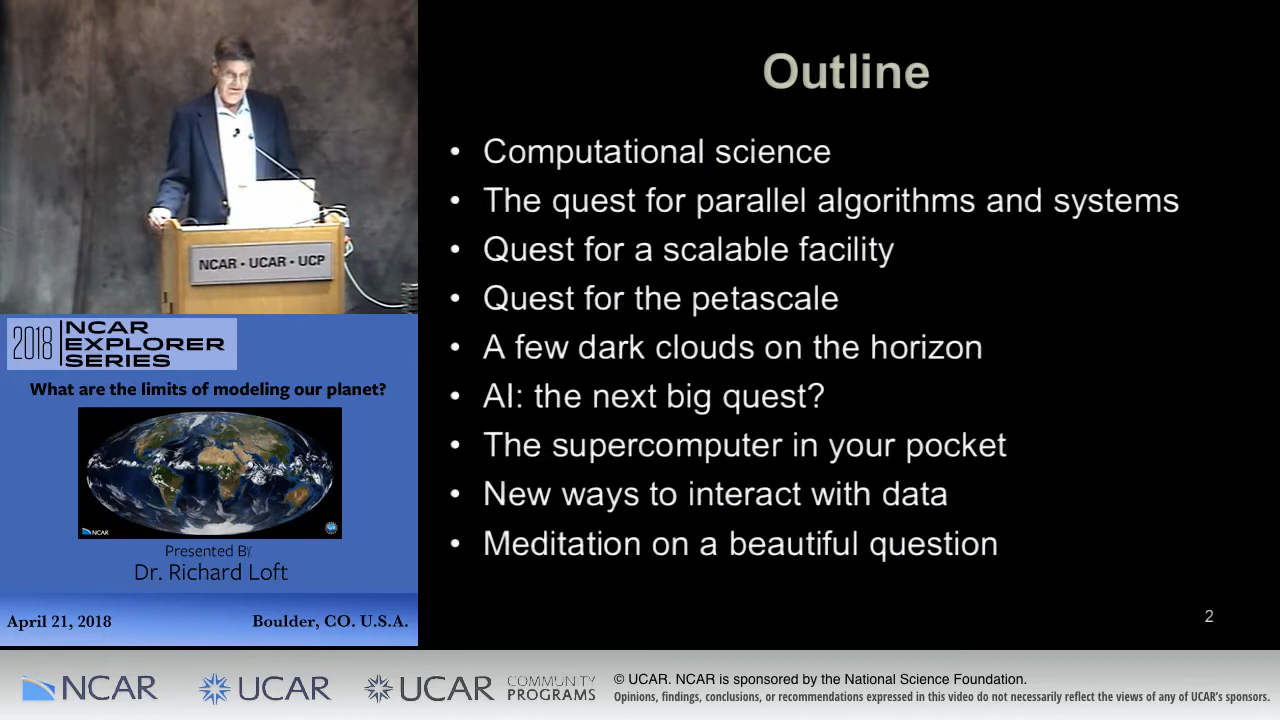 NCAR • UCAR • UCP
2018 NCAR
EXPLORER
SERIES
What are the limits of modeling our planet?
NCAR
Presented By:
Dr. Richard Loft
April 21, 2018
Boulder, CO. U.S.A.
Outline
• Computational science
• The quest for parallel algorithms and systems
• Quest for a scalable facility
• Quest for the petascale
• A few dark clouds on the horizon
• AI: the next big quest?
• The supercomputer in your pocket
• New ways to interact with data
• Meditation on a beautiful question
2
NCAR
UCAR
UCAR
COMMUNITY
PROGRAMS
© UCAR. NCAR is sponsored by the National Science Foundation.
Opinions, findings, conclusions, or recommendations expressed in this video do not necessarily reflect the views of any of UCAR's sponsors.